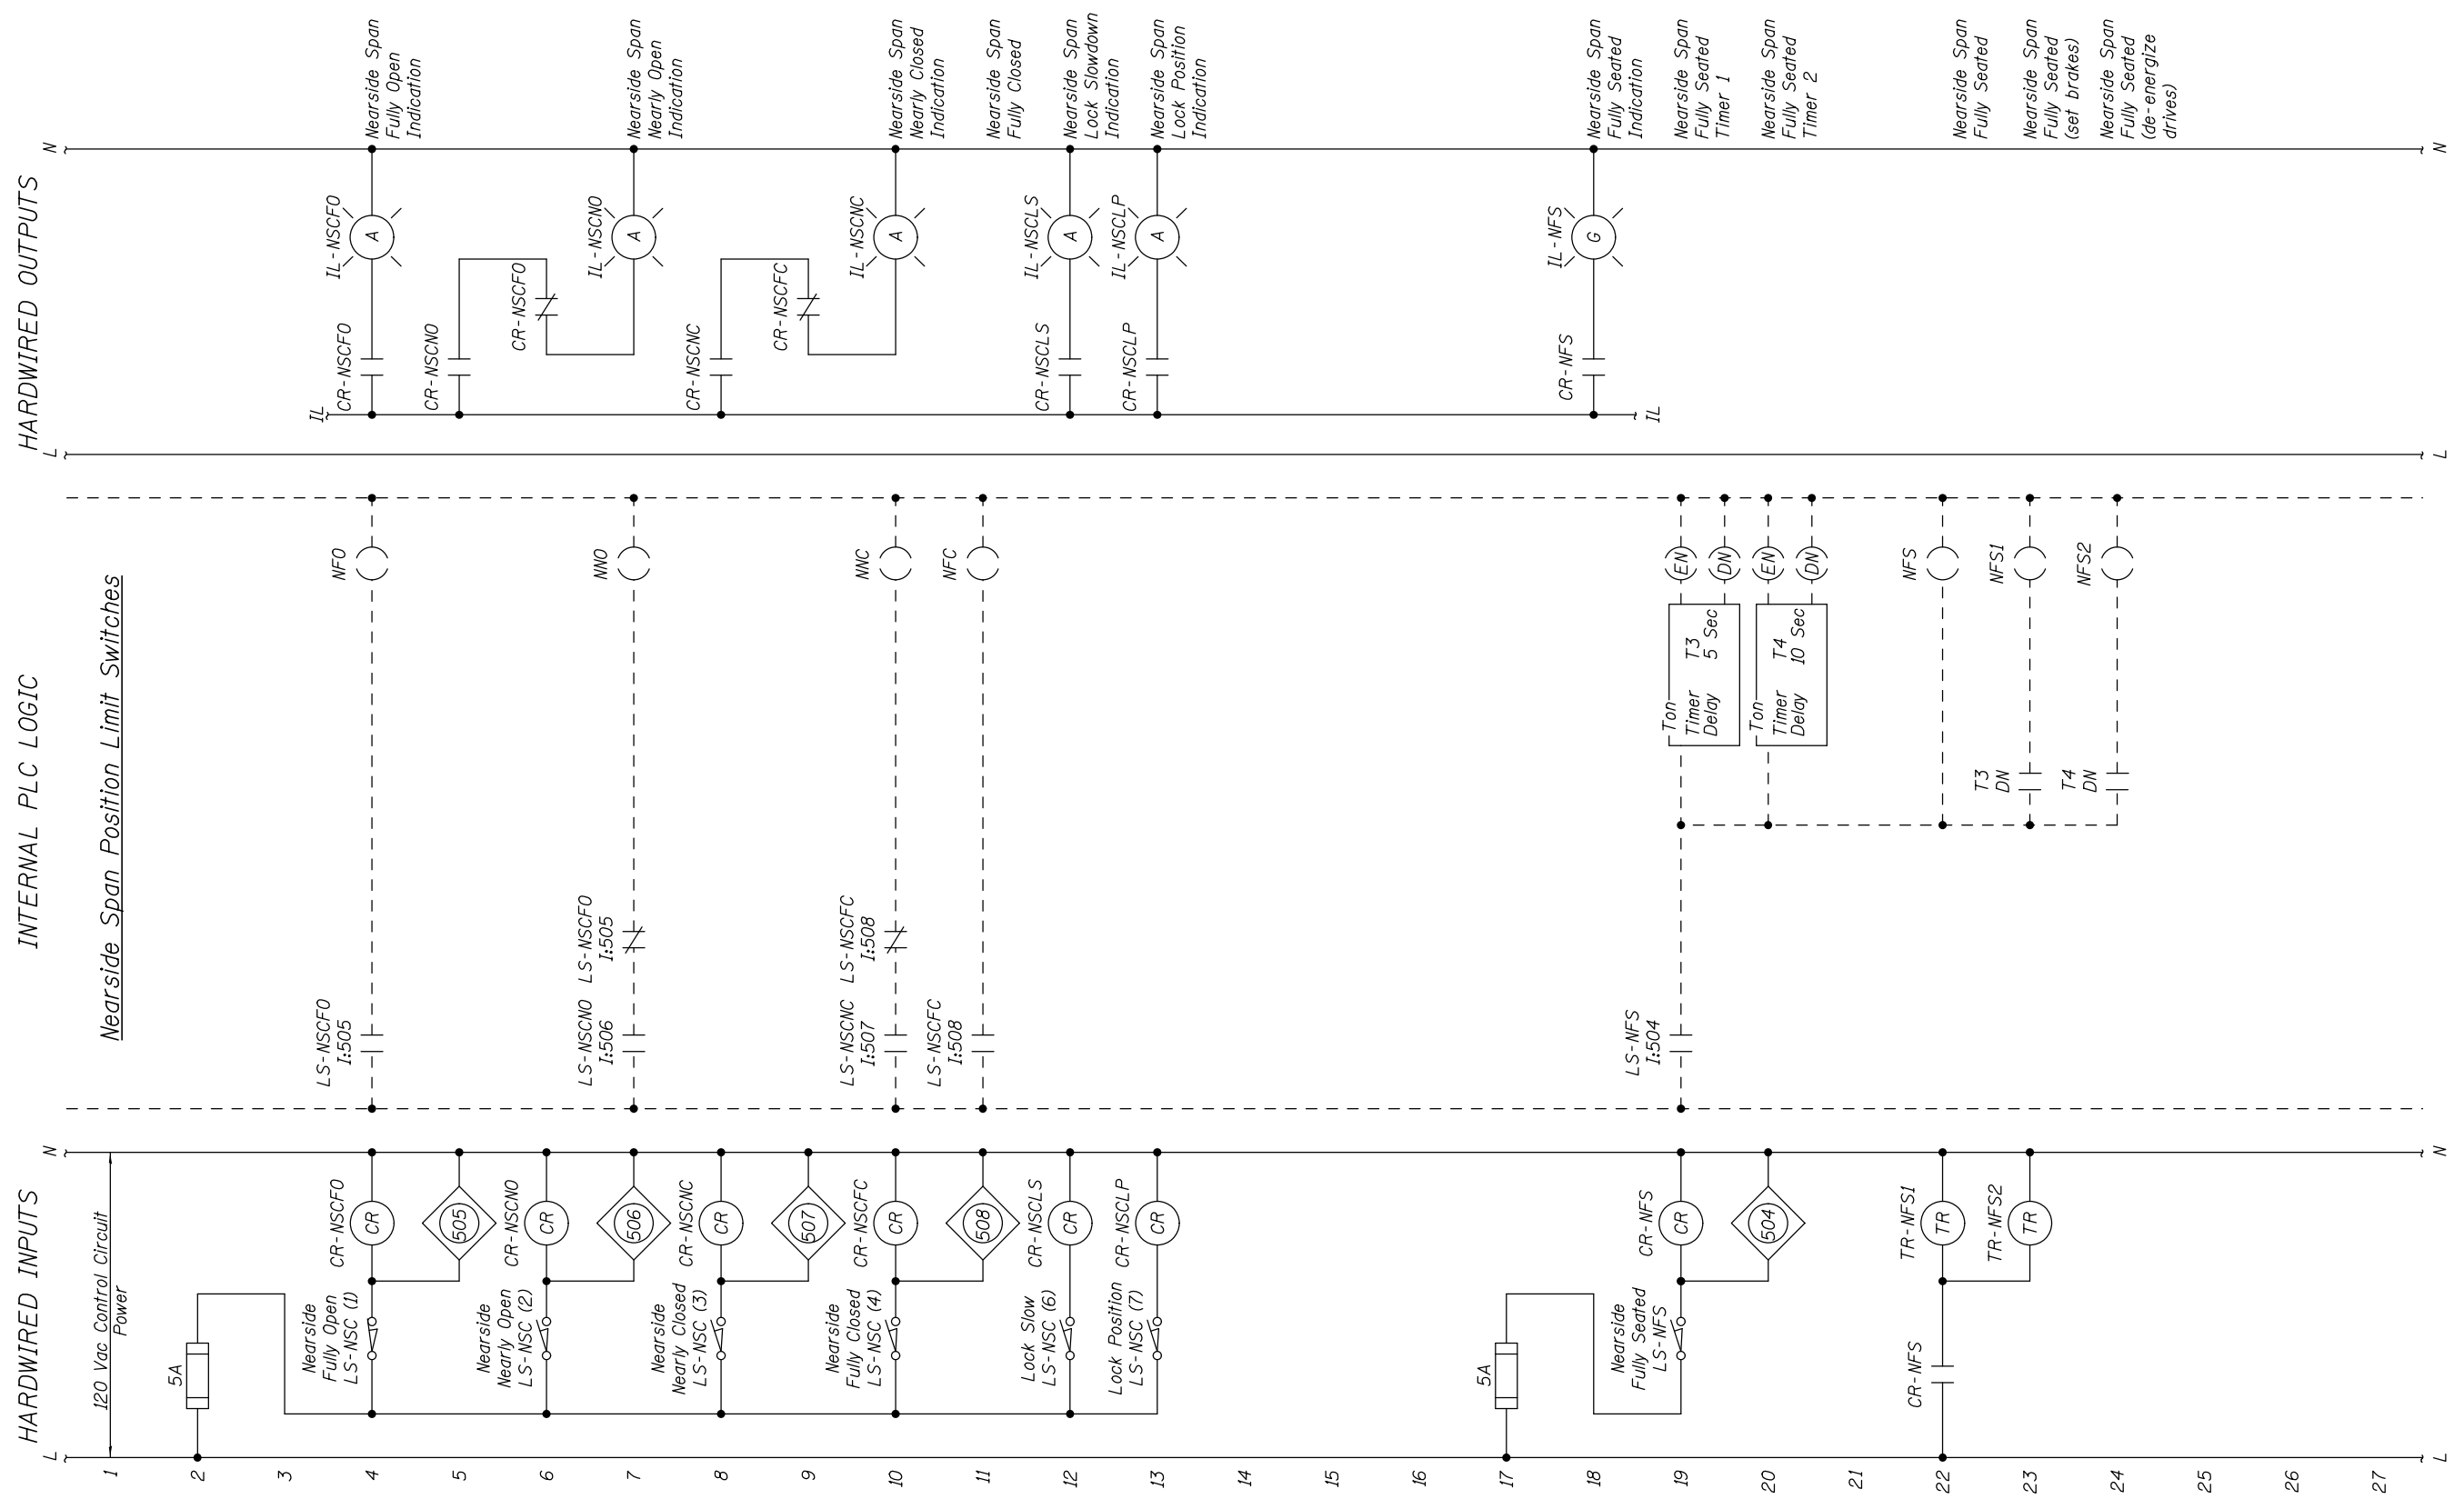 HARDWIRED INPUTS
INTERNAL PLC LOGIC
HARDWIRED OUTPUTS
L
N
L
N
1
120 Vac Control Circuit
Power
Nearside Span Position Limit Switches
2
5A
3
IL
4
Nearside
Fully Open
LS-NSC (1)
CR-NSCFO
CR
LS-NSCFO
I:505
NFO
CR-NSCFO
IL-NSCFO
A
Nearside Span
Fully Open
Indication
5
505
CR-NSCNO
6
Nearside
Nearly Open
LS-NSC (2)
CR-NSCNO
CR
CR-NSCFO
7
506
LS-NSCNO
I:506
LS-NSCFO
I:505
NNO
IL-NSCNO
A
Nearside Span
Nearly Open
Indication
8
Nearside
Nearly Closed
LS-NSC (3)
CR-NSCNC
CR
CR-NSCNC
9
507
CR-NSCFC
10
Nearside
Fully Closed
LS-NSC (4)
CR-NSCFC
CR
LS-NSCNC
I:507
LS-NSCFC
I:508
NNC
IL-NSCNC
A
Nearside Span
Nearly Closed
Indication
11
508
LS-NSCFC
I:508
NFC
Nearside Span
Fully Closed
12
Lock Slow
LS-NSC (6)
CR-NSCLS
CR
CR-NSCLS
IL-NSCLS
A
Nearside Span
Lock Slowdown
Indication
13
Lock Position
LS-NSC (7)
CR-NSCLP
CR
CR-NSCLP
IL-NSCLP
A
Nearside Span
Lock Position
Indication
14
15
16
17
5A
18
CR-NFS
IL-NFS
G
Nearside Span
Fully Seated
Indication
IL
19
Nearside
Fully Seated
LS-NFS
CR-NFS
CR
LS-NFS
I:504
Ton
Timer T3
Delay 5 Sec
EN
DN
Nearside Span
Fully Seated
Timer 1
20
504
Ton
Timer T4
Delay 10 Sec
EN
DN
Nearside Span
Fully Seated
Timer 2
21
22
CR-NFS
TR-NFS1
TR
NFS
Nearside Span
Fully Seated
23
TR-NFS2
TR
T3
DN
NFS1
Nearside Span
Fully Seated
(set brakes)
24
T4
DN
NFS2
Nearside Span
Fully Seated
(de-energize
drives)
25
26
27
L
N
L
N